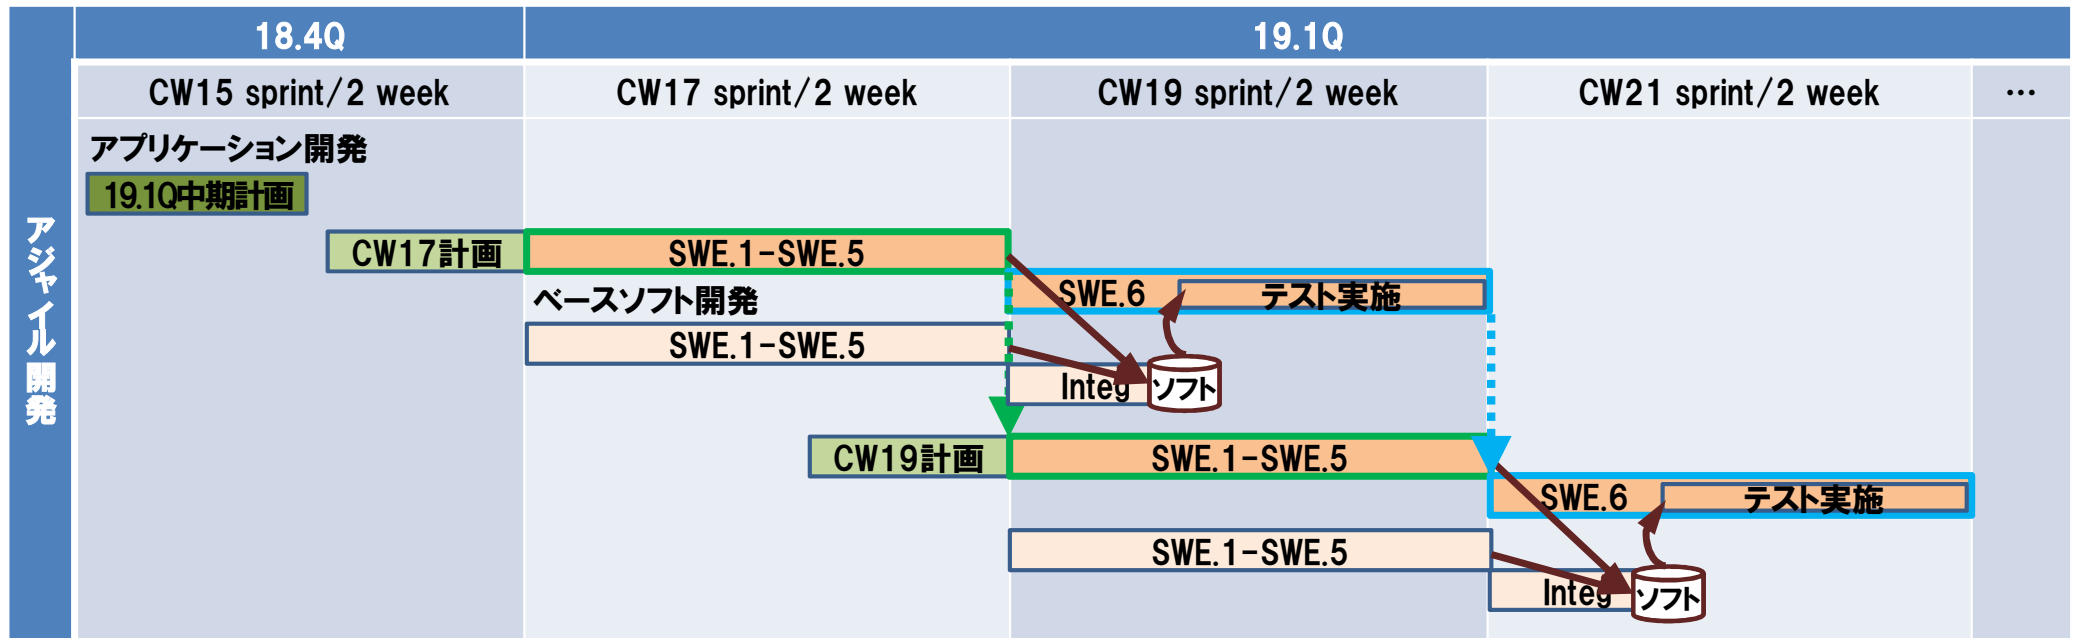 18.4Q
19.1Q
CW15 sprint/2 week
CW17 sprint/2 week
CW19 sprint/2 week
CW21 sprint/2 week
…
アジャイル開発
アプリケーション開発
19.1Q中期計画
CW17計画
SWE.1-SWE.5
SWE.6
テスト実施
ベースソフト開発
SWE.1-SWE.5
Integ
ソフト
CW19計画
SWE.1-SWE.5
SWE.6
テスト実施
SWE.1-SWE.5
Integ
ソフト